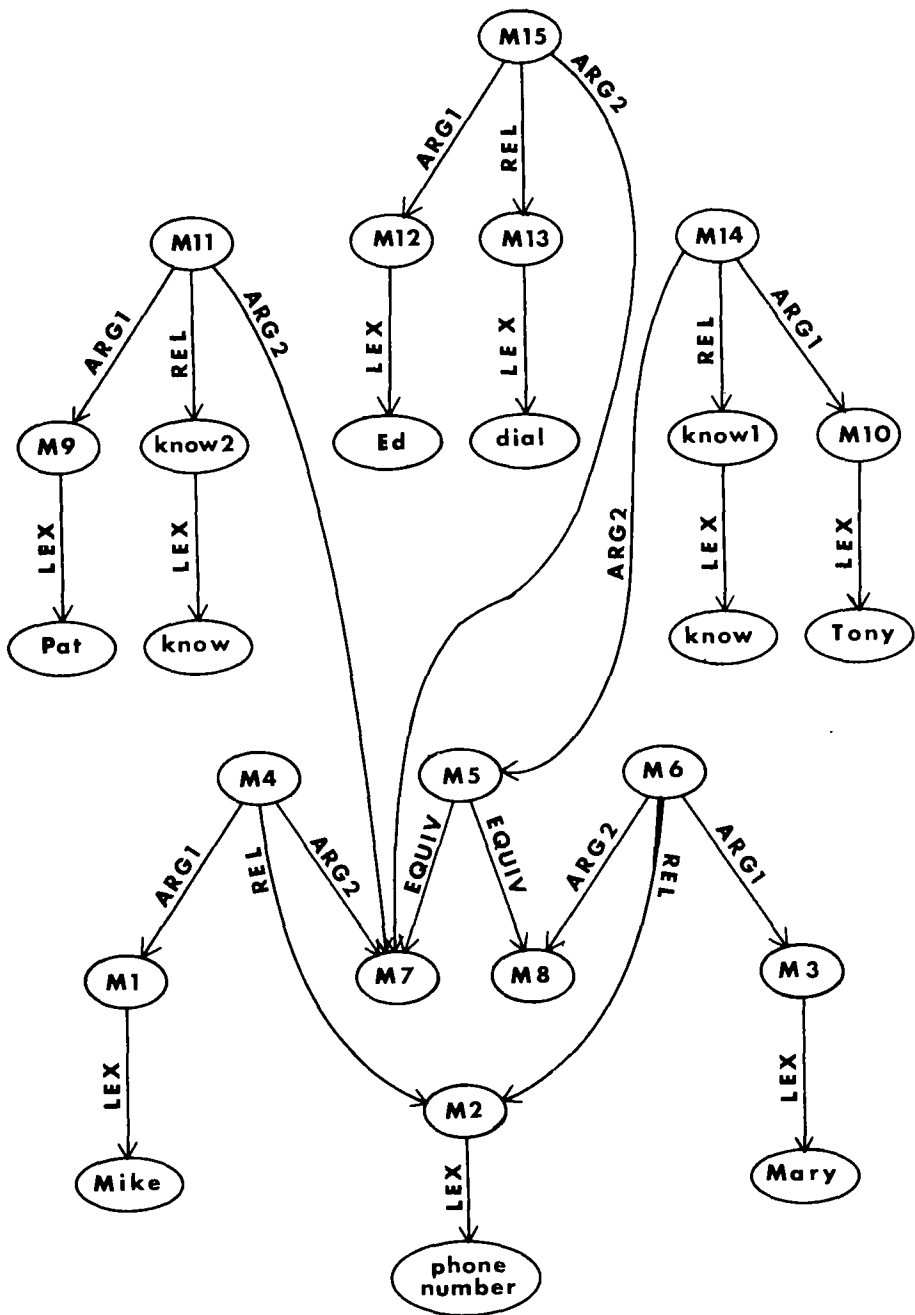 M15
ARG1
REL
ARG2
M11
M12
M13
M14
ARG1
REL
ARG2
LEX
LEX
REL
ARG1
M9
know2
Ed
dial
know1
M10
LEX
LEX
ARG2
LEX
LEX
Pat
know
know
Tony
M4
M5
M6
ARG1
REL
ARG2
EQUIV
EQUIV
ARG2
REL
ARG1
M1
M7
M8
M3
LEX
LEX
M2
Mike
LEX
Mary
phone
number